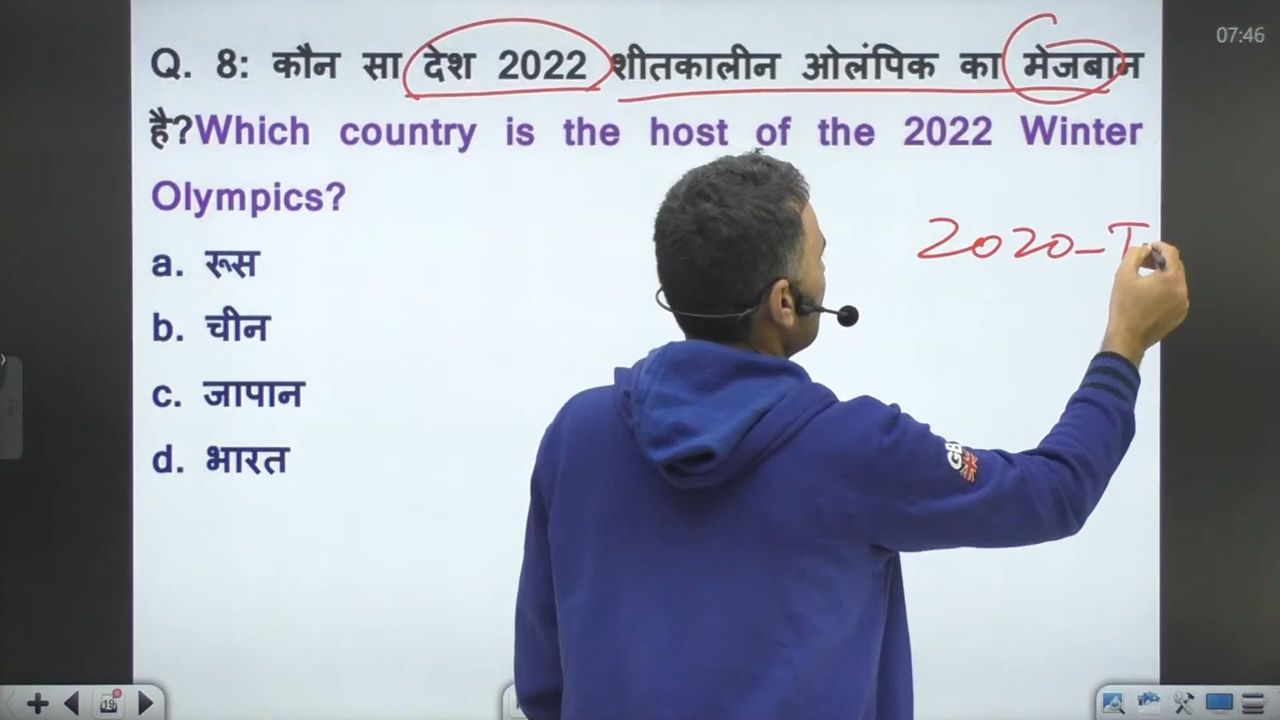 07:46
Q. 8: कौन सा देश 2022 शीतकालीन ओलंपिक का मेजबान
है?Which country is the host of the 2022 Winter
Olympics?
2020-T
a. रूस
b. चीन
c. जापान
d. भारत
GB
19